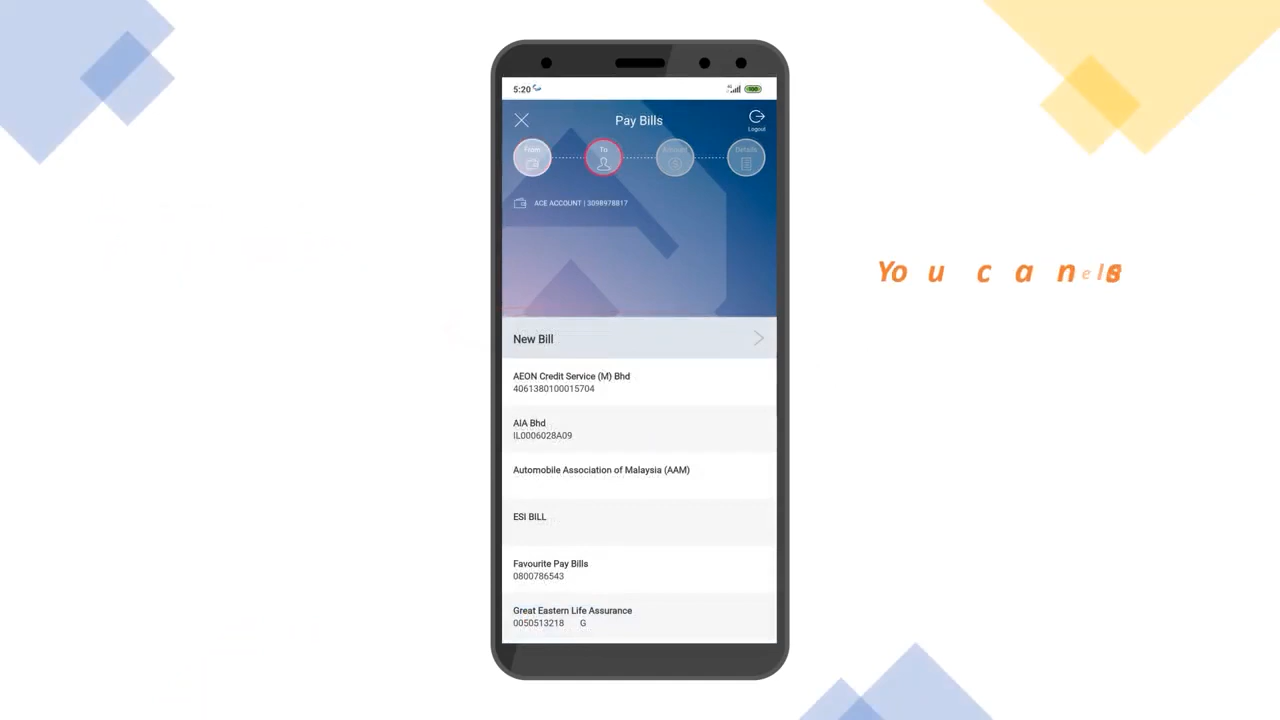 5:20
Pay Bills
Logout
From
To
Amount
Details
ACE ACCOUNT | 3098978817
You can
New Bill
AEON Credit Service (M) Bhd
4061380100015704
AIA Bhd
IL0006028A09
Automobile Association of Malaysia (AAM)
ESI BILL
Favourite Pay Bills
0800786543
Great Eastern Life Assurance
0050513218 G